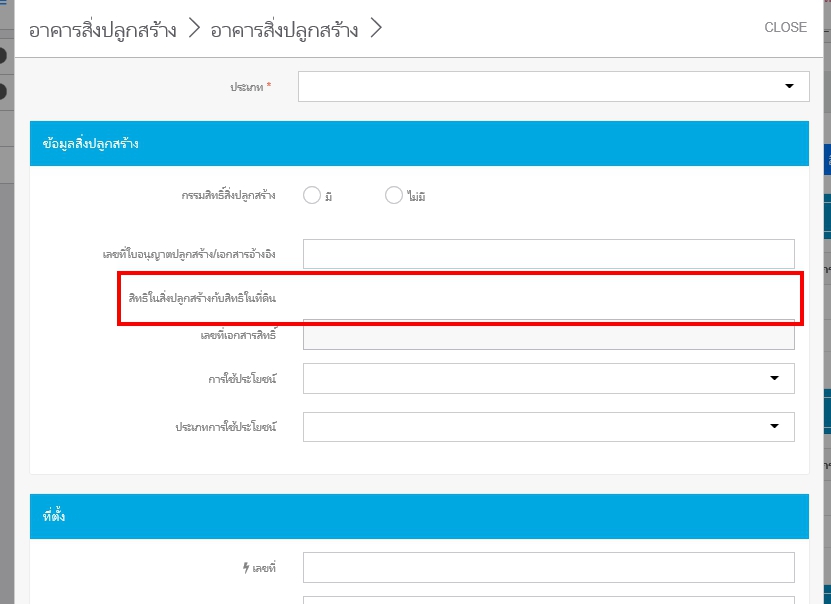 อาคารสิ่งปลูกสร้าง > อาคารสิ่งปลูกสร้าง >
CLOSE
ประเภท *
ข้อมูลสิ่งปลูกสร้าง
กรรมสิทธิ์สิ่งปลูกสร้าง มี ไม่มี
เลขที่ใบอนุญาตปลูกสร้าง/เอกสารอ้างอิง
สิทธิในสิ่งปลูกสร้างกับสิทธิในที่ดิน
เลขที่เอกสารสิทธิ์
การใช้ประโยชน์
ประเภทการใช้ประโยชน์
ที่ตั้ง
เลขที่